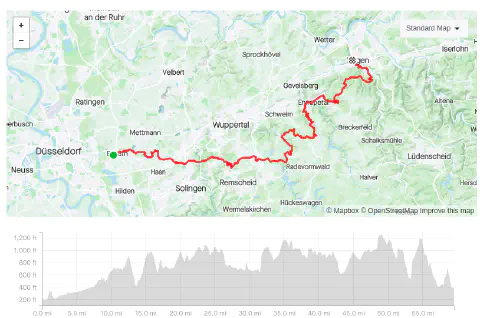 an der Ruhr
+
−
Standard Map
Wetter
Iserlohn
Sprockhövel
Velbert
Gevelsberg
Ennepetal
Altena
Ratingen
Schwelm
Wuppertal
Breckerfeld
Mettmann
Schalksmühle
Düsseldorf
Lüdenscheid
Haan
Radevormwald
Neuss
Remscheid
Halver
Hilden
Solingen
Hückeswagen
Wermelskirchen
© Mapbox © OpenStreetMap Improve this map
1,200 ft
1,000 ft
800 ft
600 ft
400 ft
200 ft
0.0 mi 5.0 mi 10.0 mi 15.0 mi 20.0 mi 25.0 mi 30.0 mi 35.0 mi 40.0 mi 45.0 mi 50.0 mi 55.0 mi